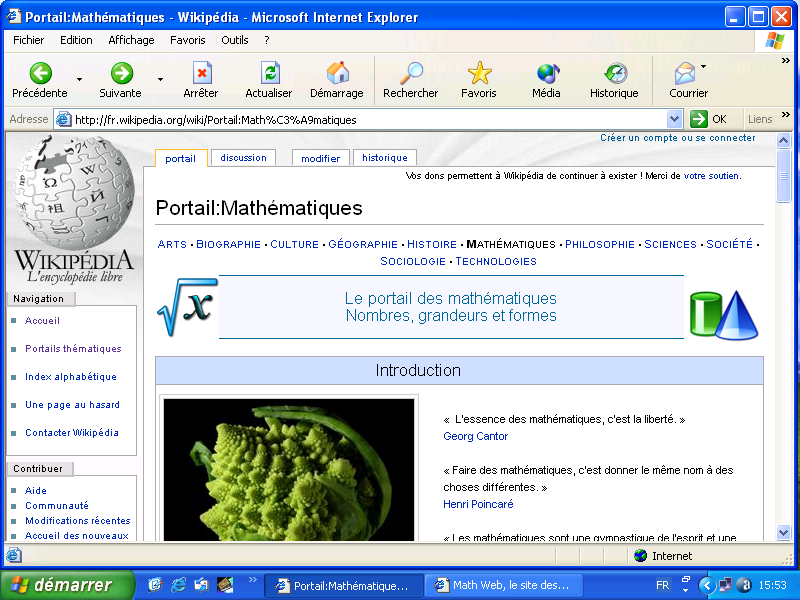 Portail:Mathématiques - Wikipédia - Microsoft Internet Explorer
Fichier Edition Affichage Favoris Outils ?
Précédente Suivante Arrêter Actualiser Démarrage Rechercher Favoris Média Historique Courrier
Adresse http://fr.wikipedia.org/wiki/Portail:Math%C3%A9matiques OK Liens
Créer un compte ou se connecter
portail discussion modifier historique
Vos dons permettent à Wikipédia de continuer à exister ! Merci de votre soutien.
Portail:Mathématiques
ARTS · BIOGRAPHIE · CULTURE · GÉOGRAPHIE · HISTOIRE · MATHÉMATIQUES · PHILOSOPHIE · SCIENCES · SOCIÉTÉ ·
SOCIOLOGIE · TECHNOLOGIES
WIKIPÉDIA
L'encyclopédie libre
Navigation
Accueil
Portails thématiques
Index alphabétique
Une page au hasard
Contacter Wikipédia
Contribuer
Aide
Communauté
Modifications récentes
Accueil des nouveaux
√x
Le portail des mathématiques
Nombres, grandeurs et formes
Introduction
« L'essence des mathématiques, c'est la liberté. »
Georg Cantor
« Faire des mathématiques, c'est donner le même nom à des
choses différentes. »
Henri Poincaré
« Les mathématiques sont une gymnastique de l'esprit et une
Internet
démarrer Portail:Mathématique... Math Web, le site des... FR 15:53